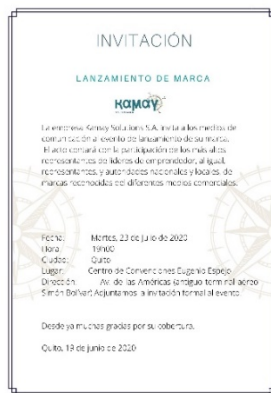 INVITACIÓN
LANZAMIENTO DE MARCA
KAMAY
La empresa Kamay Solutions S.A. invita a los medios de
comunicación al evento de lanzamiento de su marca.
El acto contará con la participación de los más altos
representantes de líderes de emprendedor, al igual,
representantes, y autoridades nacionales y locales, de
marcas reconocidas del diferentes medios comerciales.
Fecha: Martes, 23 de julio de 2020
Hora: 19h00
Ciudad: Quito
Lugar: Centro de Convenciones Eugenio Espejo
Dirección: Av. de las Américas (antiguo terminal aéreo
Simón Bolívar) Adjuntamos la invitación formal al evento.
Desde ya muchas gracias por su cobertura.
Quito, 19 de junio de 2020